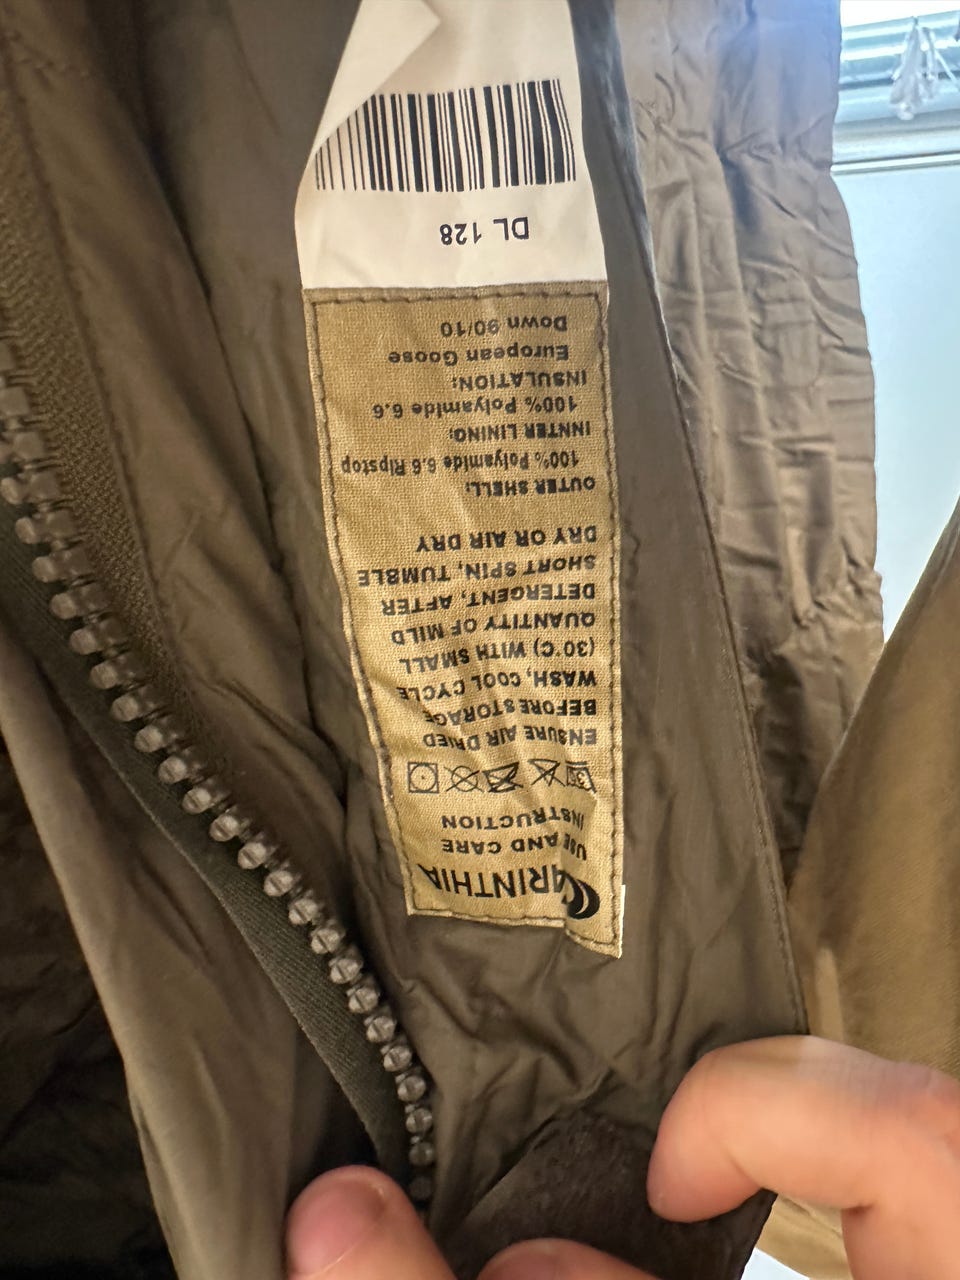 CARINTHIA
USE AND CARE
INSTRUCTION
30
ENSURE AIR DRIED
BEFORE STORAGE
WASH, COOL CYCLE
(30°C) WITH SMALL
QUANTITY OF MILD
DETERGENT, AFTER
SHORT SPIN, TUMBLE
DRY OR AIR DRY
OUTER SHELL:
100% Polyamide 6.6 Ripstop
INNTER LINING:
100% Polyamide 6.6
INSULATION:
European Goose
Down 90/10
DL 128